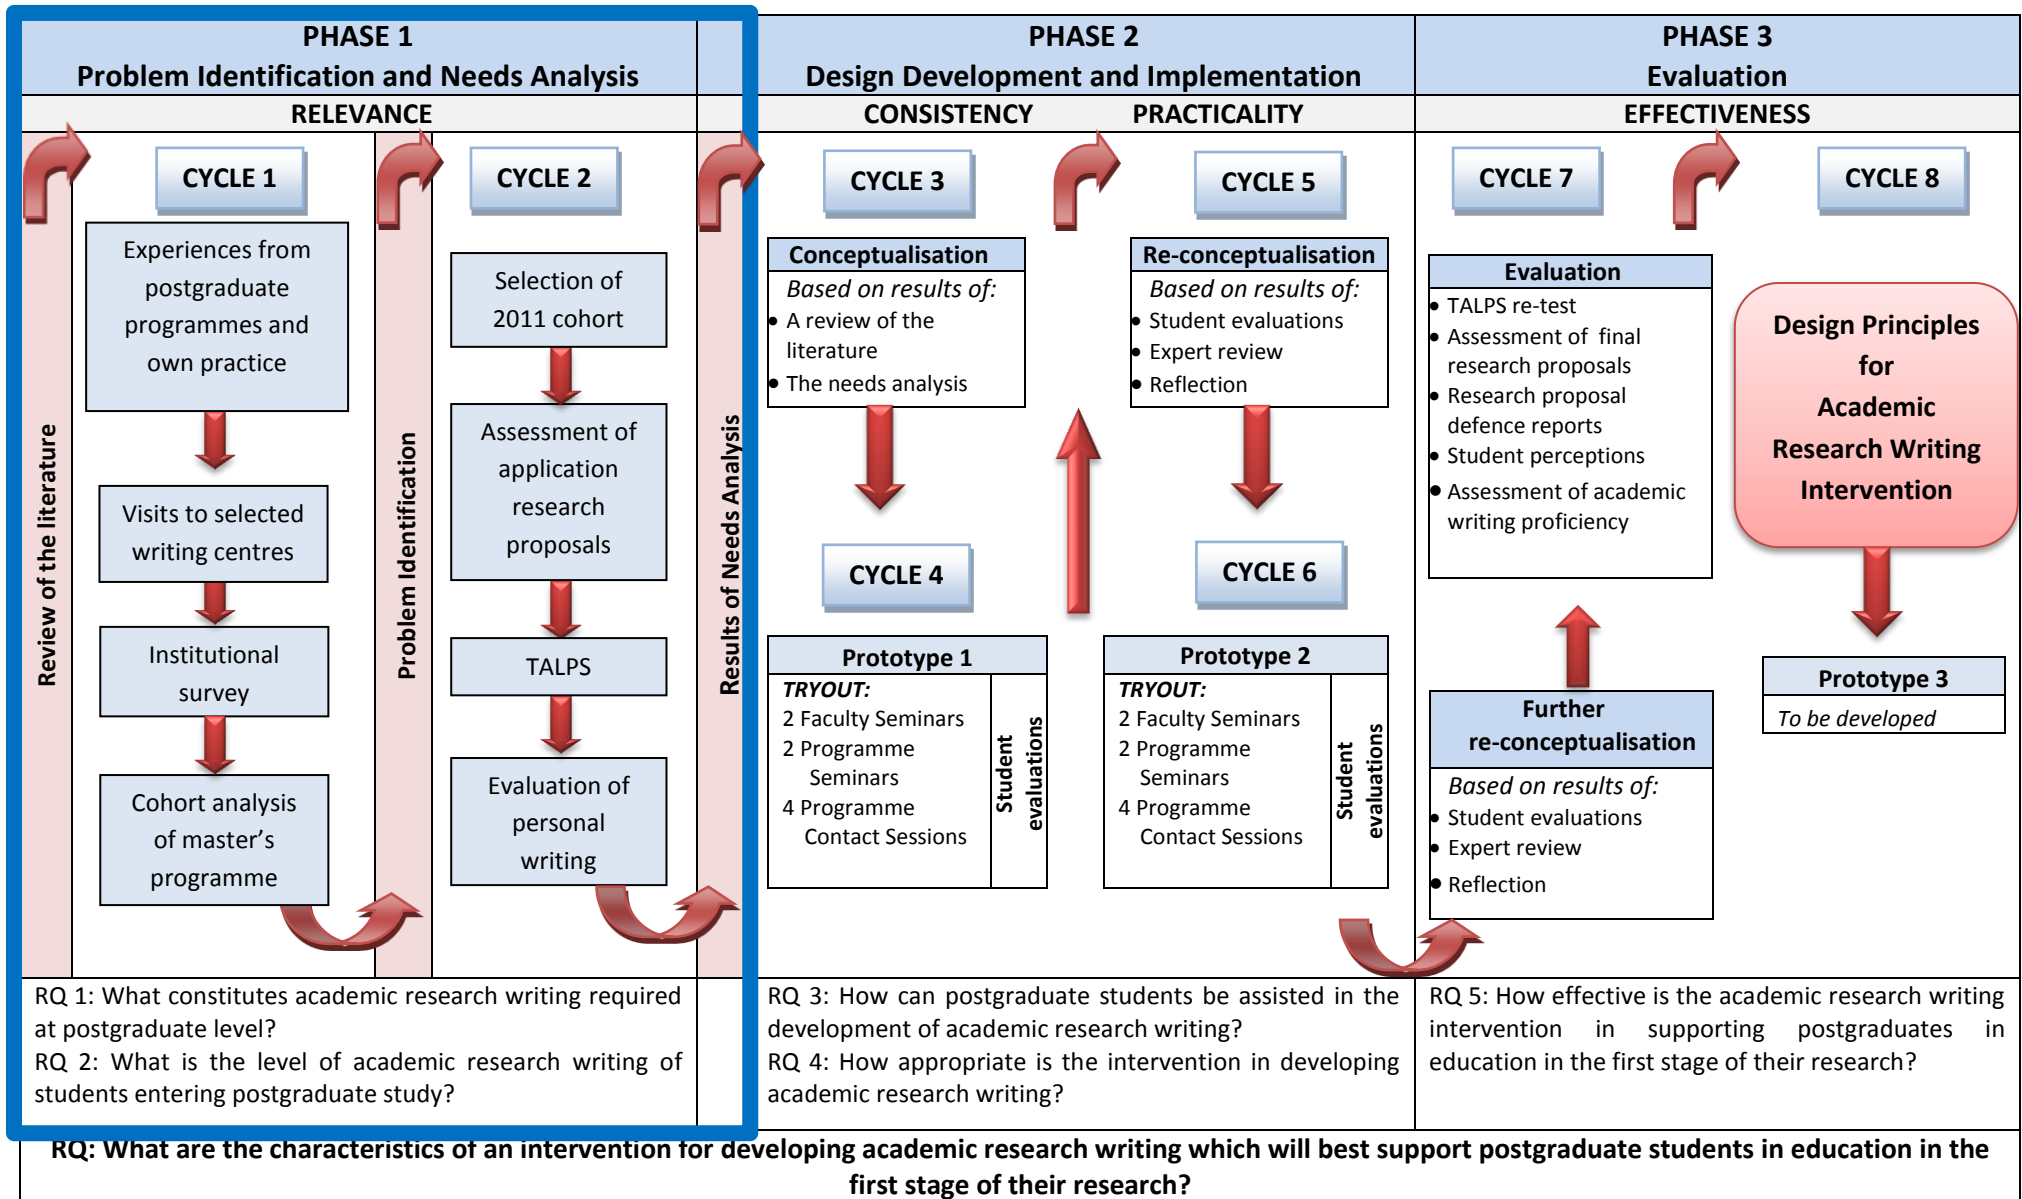 PHASE 1
Problem Identification and Needs Analysis
RELEVANCE
Review of the literature
CYCLE 1
Experiences from
postgraduate
programmes and
own practice
Visits to selected
writing centres
Institutional
survey
Cohort analysis
of master’s
programme
Problem Identification
CYCLE 2
Selection of
2011 cohort
Assessment of
application
research
proposals
TALPS
Evaluation of
personal
writing
Results of Needs Analysis
RQ 1: What constitutes academic research writing required
at postgraduate level?
RQ 2: What is the level of academic research writing of
students entering postgraduate study?
PHASE 2
Design Development and Implementation
CONSISTENCY PRACTICALITY
CYCLE 3
Conceptualisation
Based on results of:
• A review of the
literature
• The needs analysis
CYCLE 4
Prototype 1
TRYOUT:
2 Faculty Seminars
2 Programme
Seminars
4 Programme
Contact Sessions
Student
evaluations
CYCLE 5
Re-conceptualisation
Based on results of:
• Student evaluations
• Expert review
• Reflection
CYCLE 6
Prototype 2
TRYOUT:
2 Faculty Seminars
2 Programme
Seminars
4 Programme
Contact Sessions
Student
evaluations
RQ 3: How can postgraduate students be assisted in the
development of academic research writing?
RQ 4: How appropriate is the intervention in developing
academic research writing?
PHASE 3
Evaluation
EFFECTIVENESS
CYCLE 7
Evaluation
• TALPS re-test
• Assessment of final
research proposals
• Research proposal
defence reports
• Student perceptions
• Assessment of academic
writing proficiency
Further
re-conceptualisation
Based on results of:
• Student evaluations
• Expert review
• Reflection
CYCLE 8
Design Principles
for
Academic
Research Writing
Intervention
Prototype 3
To be developed
RQ 5: How effective is the academic research writing
intervention in supporting postgraduates in
education in the first stage of their research?
RQ: What are the characteristics of an intervention for developing academic research writing which will best support postgraduate students in education in the
first stage of their research?